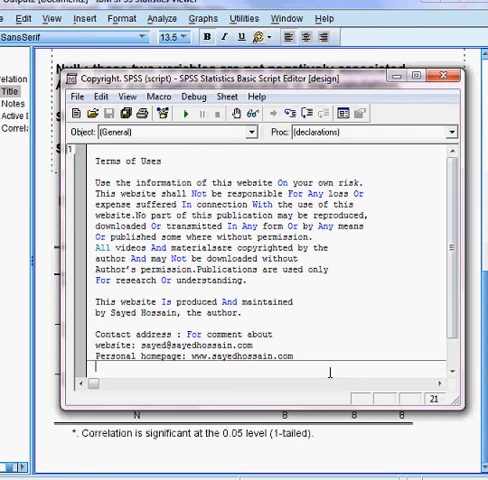 IBM SPSS Statistics Viewer
Edit View Insert Format Analyze Graphs Utilities Window Help
SansSerif 13.5 B I U
Null: these two variables are not negatively associated
relation
Title
Notes
Active D
Correla
Copyright. SPSS (script) - SPSS Statistics Basic Script Editor [design]
File Edit View Macro Debug Sheet Help
Object: (General) Proc: (declarations)
1
Terms of Uses
Use the information of this website On your own risk.
This website shall Not be responsible For Any loss Or
expense suffered In connection With the use of this
website.No part of this publication may be reproduced,
downloaded Or transmitted In Any form Or by Any means
Or published some where without permission.
All videos And materialsare copyrighted by the
author And may Not be downloaded without
Author's permission.Publications are used only
For research Or understanding.
This website Is produced And maintained
by Sayed Hossain, the author.
Contact address : For comment about
website: sayed@sayedhossain.com
Personal homepage: www.sayedhossain.com
21
N 8 8 8
*. Correlation is significant at the 0.05 level (1-tailed).